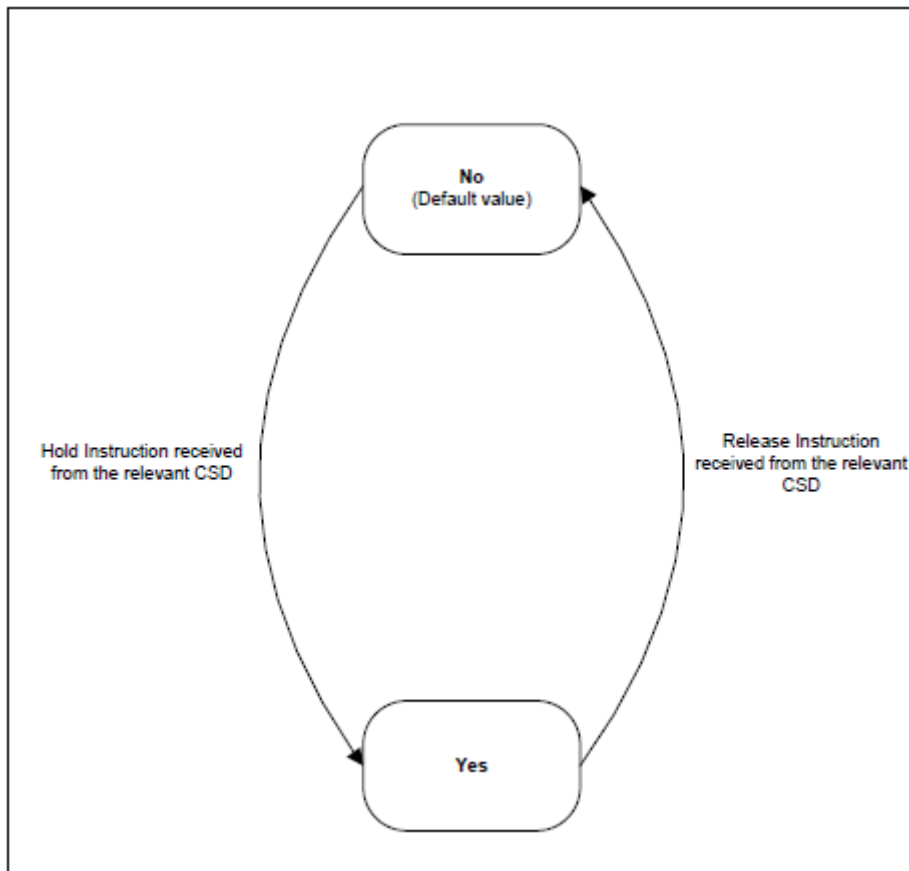 No
(Default value)
Hold Instruction received
from the relevant CSD
Release Instruction
received from the relevant
CSD
Yes